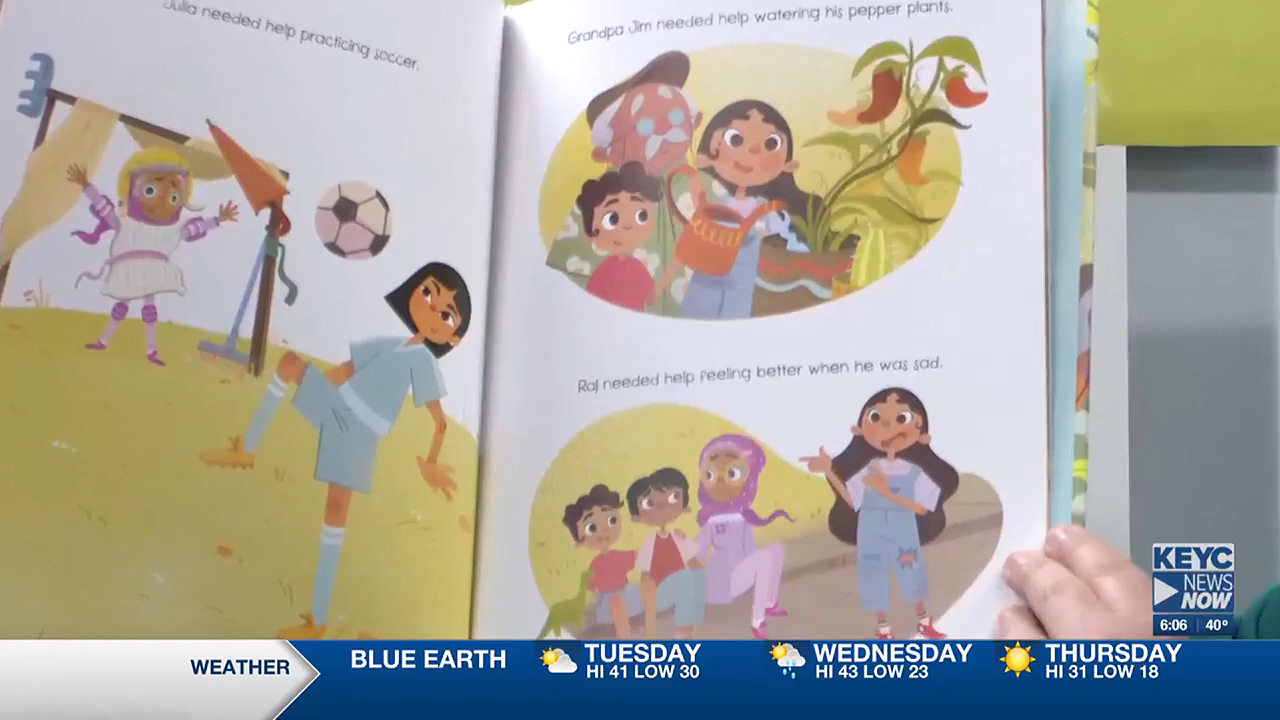 Julia needed help practicing soccer.
Grandpa Jim needed help watering his pepper plants.
Raj needed help feeling better when he was sad.
KEYC
NEWS
NOW
6:06 40°
WEATHER
BLUE EARTH
TUESDAY
HI 41 LOW 30
WEDNESDAY
HI 43 LOW 23
THURSDAY
HI 31 LOW 18